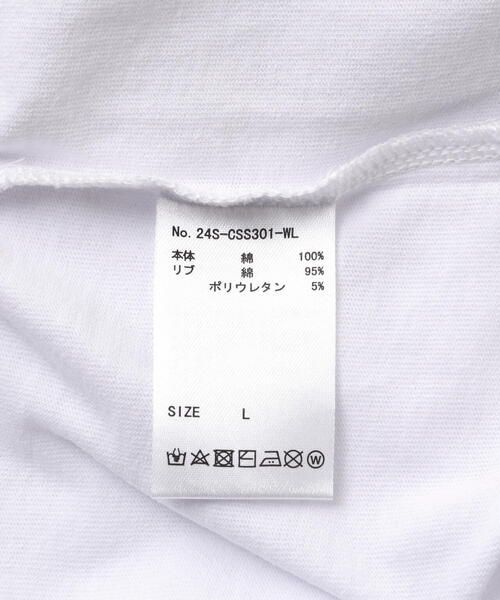 No. 24S-CSS301-WL
本体 綿 100%
リブ 綿 95%
ポリウレタン 5%
SIZE L
W